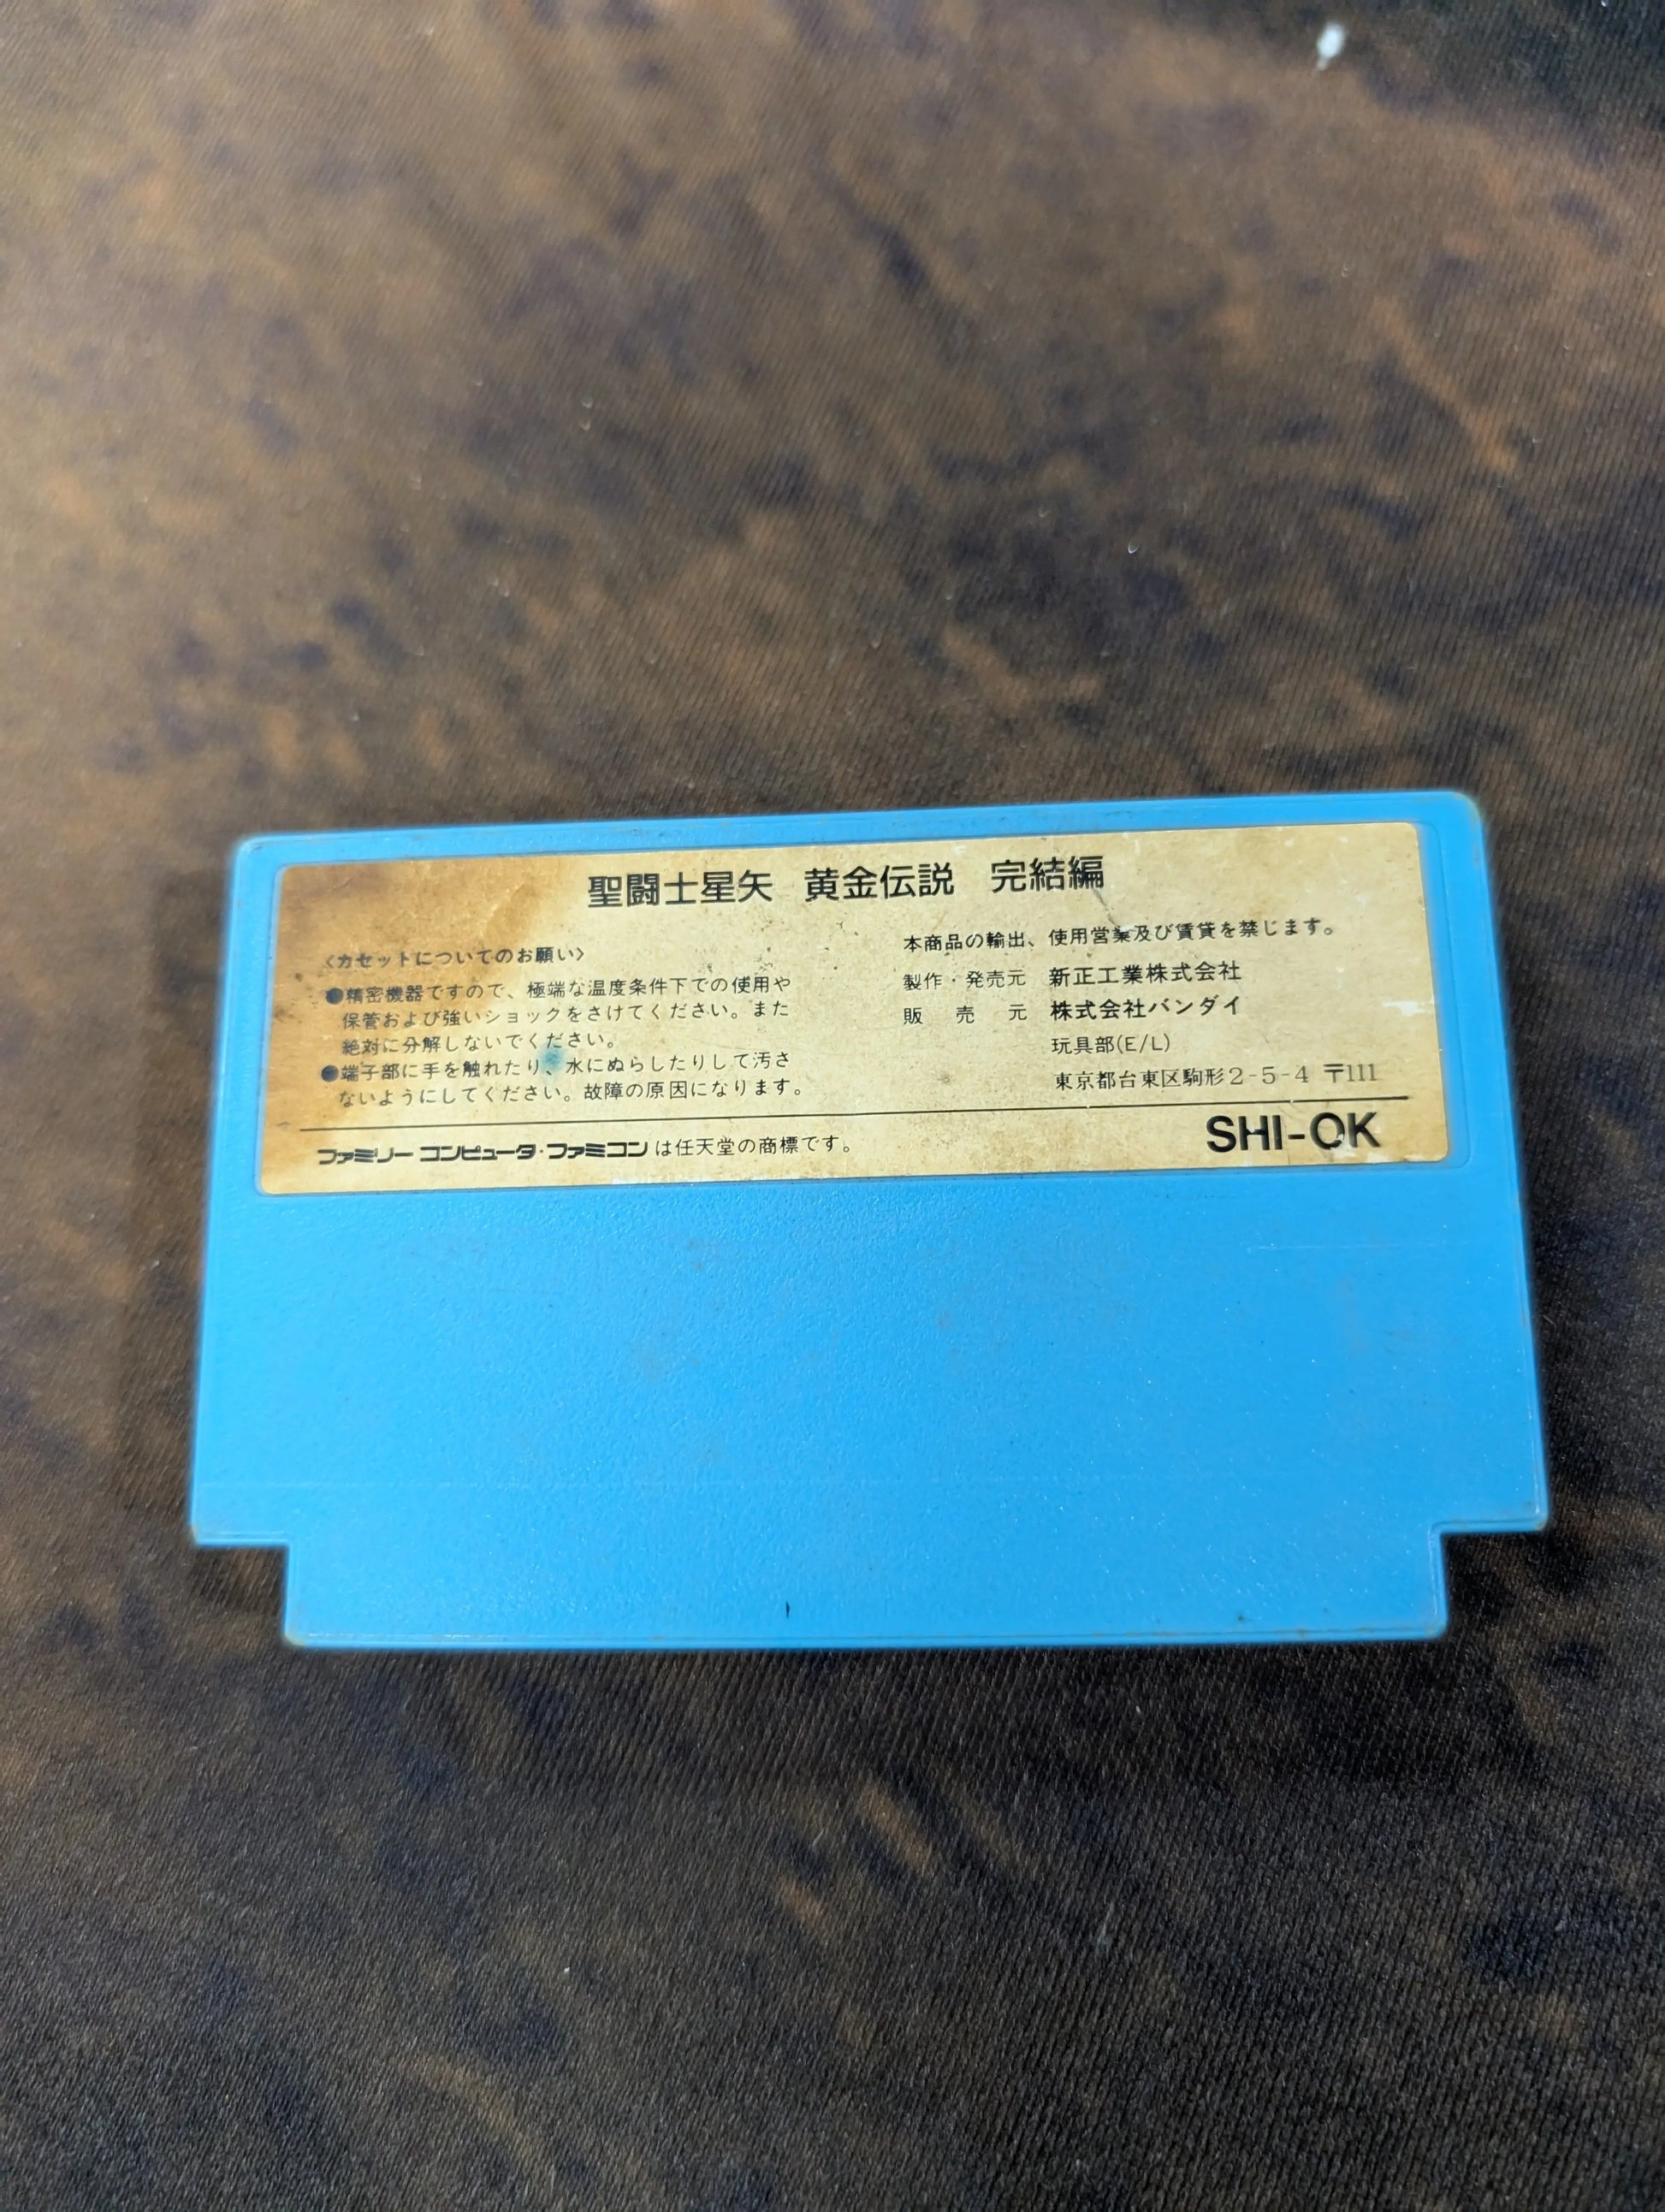 聖闘士星矢 黄金伝説 完結編
〈カセットについてのお願い〉
●精密機器ですので、極端な温度条件下での使用や
保管および強いショックをさけてください。また
絶対に分解しないでください。
●端子部に手を触れたり、水にぬらしたりして汚さ
ないようにしてください。故障の原因になります。
本商品の輸出、使用営業及び賃貸を禁じます。
製作・発売元 新正工業株式会社
販売元 株式会社バンダイ
玩具部(E/L)
東京都台東区駒形2-5-4 〒111
ファミリーコンピュータ・ファミコンは任天堂の商標です。
SHI-OK